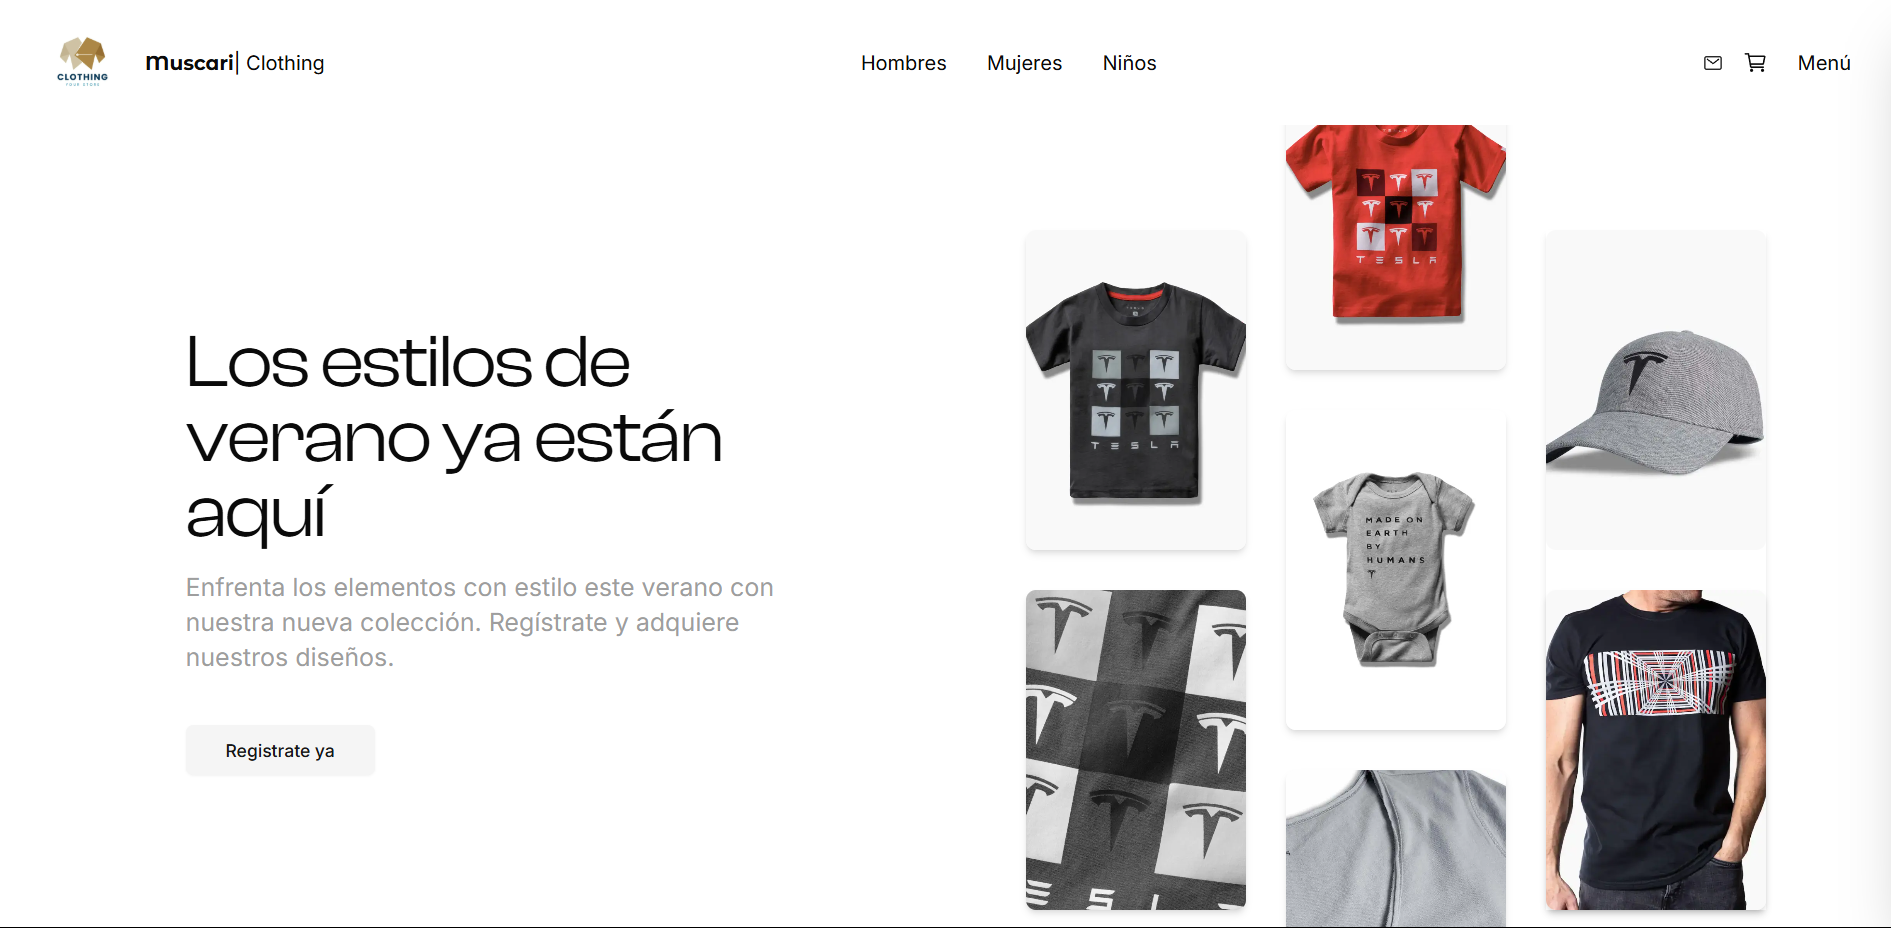 CLOTHING
YOUR STORE
Muscari| Clothing
Hombres
Mujeres
Niños
Menú
Los estilos de
verano ya están
aquí
Enfrenta los elementos con estilo este verano con
nuestra nueva colección. Regístrate y adquiere
nuestros diseños.
Registrate ya
TESLA
TESLA
MADE ON
EARTH
BY
HUMANS